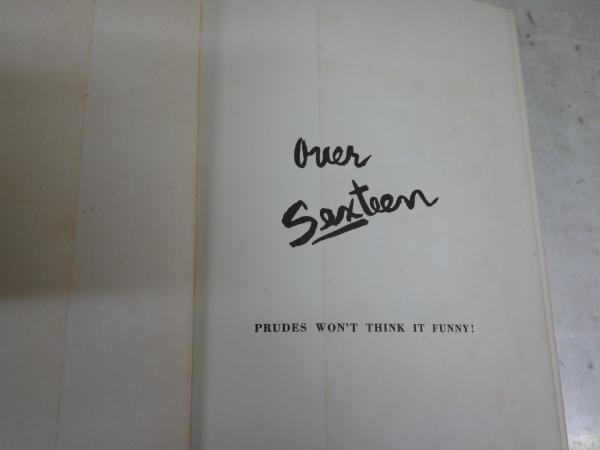 Over
Sexteen
PRUDES WON'T THINK IT FUNNY!